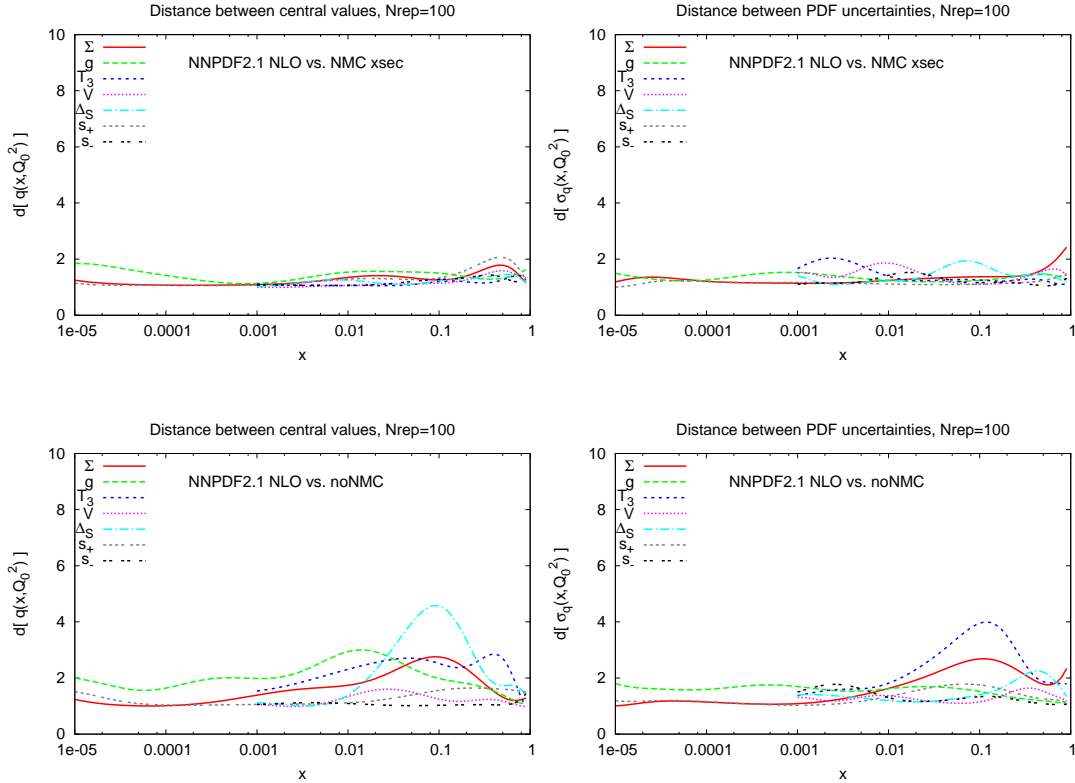 Distance between central values, Nrep=100
10
8
6
4
2
0
1e-05 0.0001 0.001 0.01 0.1 1
x
d[ q(x,Q₀²) ]
NNPDF2.1 NLO vs. NMC xsec
Σ
g
T₃
V
Δ_S
s₊
s₋
Distance between PDF uncertainties, Nrep=100
10
8
6
4
2
0
1e-05 0.0001 0.001 0.01 0.1 1
x
d[ σ_q(x,Q₀²) ]
NNPDF2.1 NLO vs. NMC xsec
Σ
g
T₃
V
Δ_S
s₊
s₋
Distance between central values, Nrep=100
10
8
6
4
2
0
1e-05 0.0001 0.001 0.01 0.1 1
x
d[ q(x,Q₀²) ]
NNPDF2.1 NLO vs. noNMC
Σ
g
T₃
V
Δ_S
s₊
s₋
Distance between PDF uncertainties, Nrep=100
10
8
6
4
2
0
1e-05 0.0001 0.001 0.01 0.1 1
x
d[ σ_q(x,Q₀²) ]
NNPDF2.1 NLO vs. noNMC
Σ
g
T₃
V
Δ_S
s₊
s₋